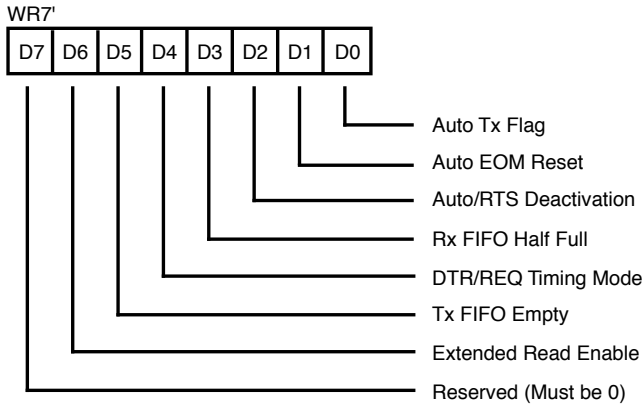 WR7'
D7 D6 D5 D4 D3 D2 D1 D0
Auto Tx Flag
Auto EOM Reset
Auto/RTS Deactivation
Rx FIFO Half Full
DTR/REQ Timing Mode
Tx FIFO Empty
Extended Read Enable
Reserved (Must be 0)